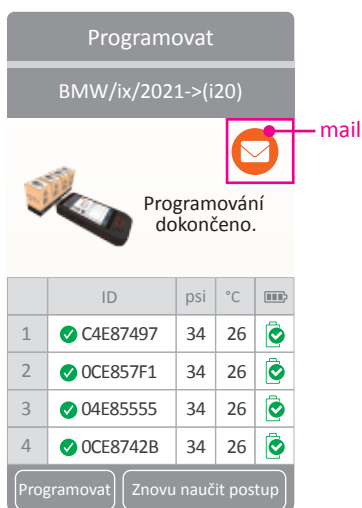 Programovat
BMW/ix/2021->(i20)
mail
Programování
dokončeno.
ID psi °C
1 C4E87497 34 26
2 0CE857F1 34 26
3 04E85555 34 26
4 0CE8742B 34 26
Programovat Znovu naučit postup